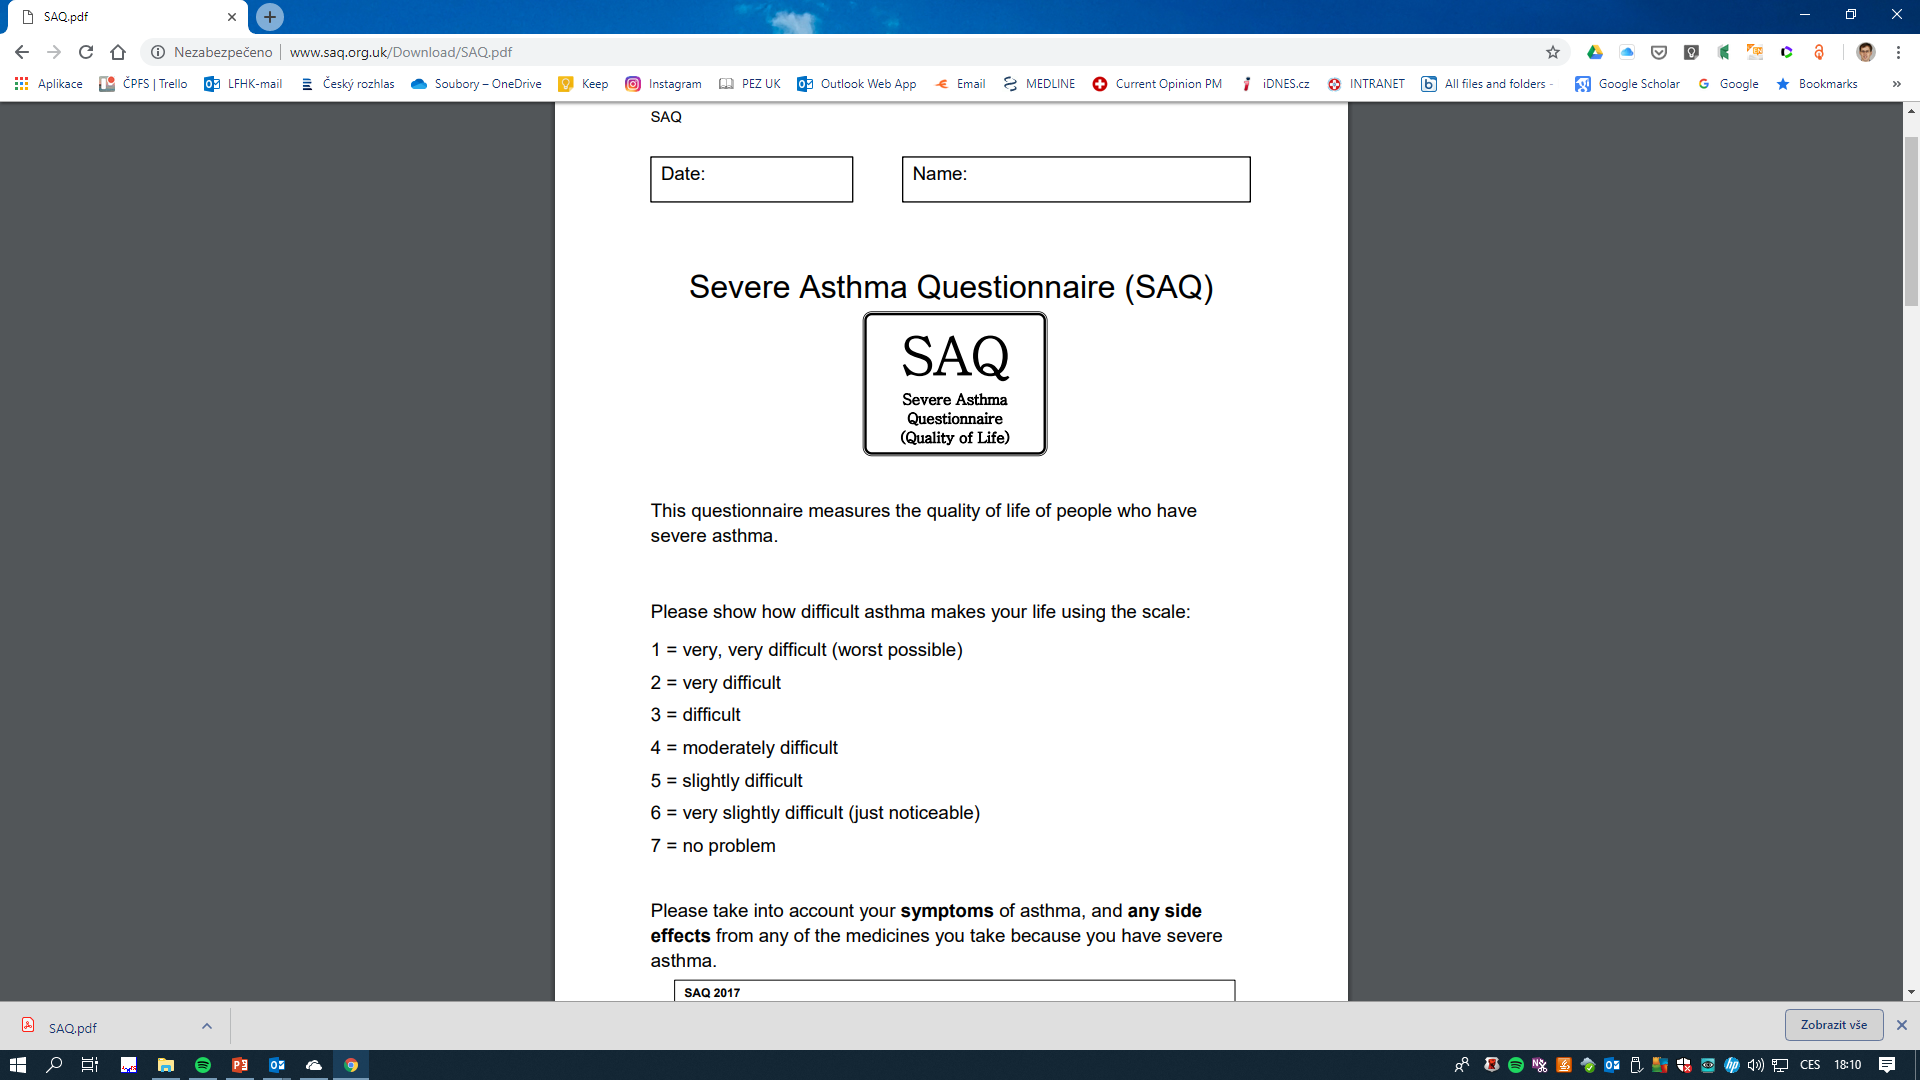 SAQ.pdf
Nezabezpečeno
www.saq.org.uk/Download/SAQ.pdf
Aplikace ČPFS | Trello LFHK-mail Český rozhlas Soubory – OneDrive Keep Instagram PEZ UK Outlook Web App Email MEDLINE Current Opinion PM iDNES.cz INTRANET All files and folders - Google Scholar Google Bookmarks »
SAQ
Date: Name:
Severe Asthma Questionnaire (SAQ)
SAQ
Severe Asthma
Questionnaire
(Quality of Life)
This questionnaire measures the quality of life of people who have
severe asthma.
Please show how difficult asthma makes your life using the scale:
1 = very, very difficult (worst possible)
2 = very difficult
3 = difficult
4 = moderately difficult
5 = slightly difficult
6 = very slightly difficult (just noticeable)
7 = no problem
Please take into account your symptoms of asthma, and any side
effects from any of the medicines you take because you have severe
asthma.
SAQ 2017
SAQ.pdf
Zobrazit vše
CES 18:10